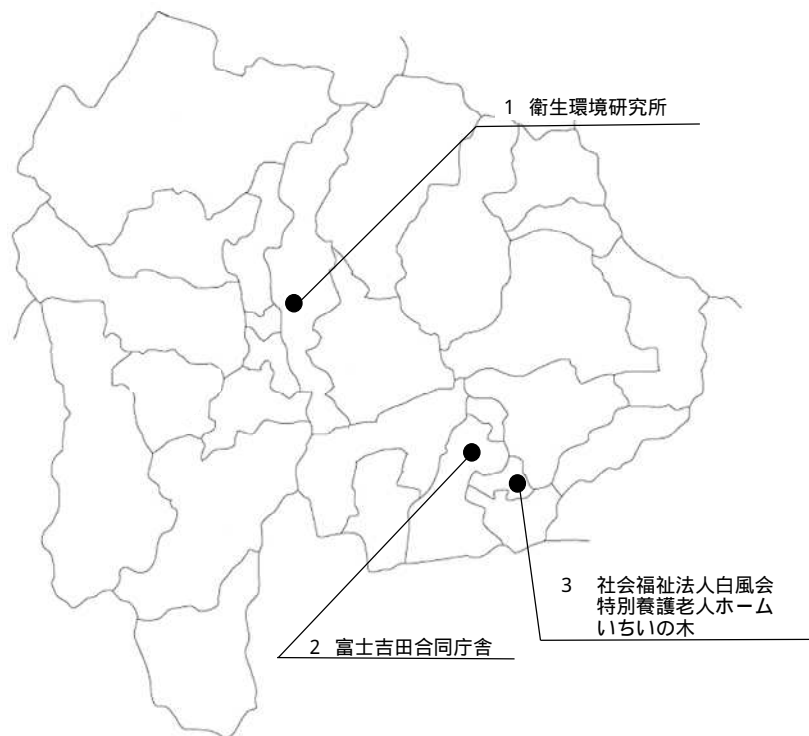 1 衛生環境研究所
3 社会福祉法人白風会
特別養護老人ホーム
いちいの木
2 富士吉田合同庁舎